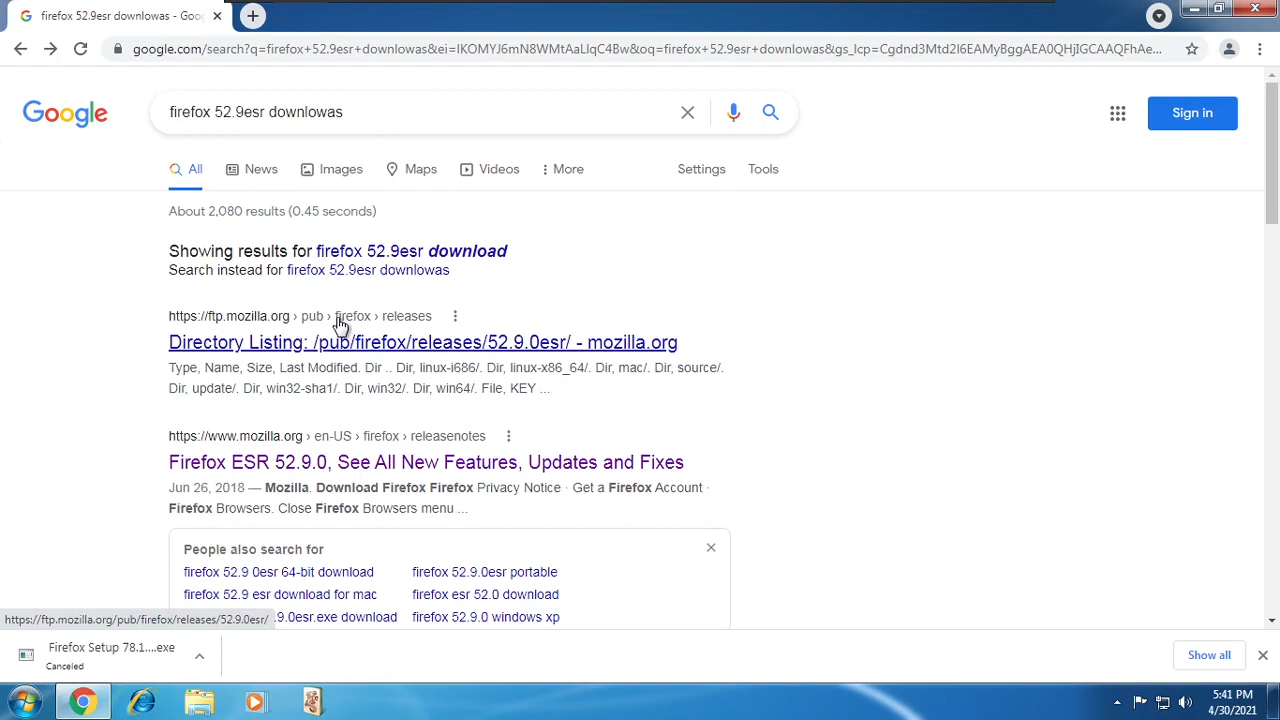 firefox 52.9esr downlowas - Goo
google.com/search?q=firefox+52.9esr+downlowas&ei=IKOMYJ6mN8WMtAaLlqC4Bw&oq=firefox+52.9esr+downlowas&gs_lcp=Cgdnd3Mtd2l6EAMyBggAEA0QHjIGCAAQFhAe...
Google
firefox 52.9esr downlowas
Sign in
All News Images Maps Videos More Settings Tools
About 2,080 results (0.45 seconds)
Showing results for firefox 52.9esr download
Search instead for firefox 52.9esr downlowas
https://ftp.mozilla.org › pub › firefox › releases
Directory Listing: /pub/firefox/releases/52.9.0esr/ - mozilla.org
Type, Name, Size, Last Modified. Dir .. Dir, linux-i686/. Dir, linux-x86_64/. Dir, mac/. Dir, source/.
Dir, update/. Dir, win32-sha1/. Dir, win32/. Dir, win64/. File, KEY ...
https://www.mozilla.org › en-US › firefox › releasenotes
Firefox ESR 52.9.0, See All New Features, Updates and Fixes
Jun 26, 2018 — Mozilla. Download Firefox Firefox Privacy Notice · Get a Firefox Account ·
Firefox Browsers. Close Firefox Browsers menu ...
People also search for
firefox 52.9 0esr 64-bit download firefox 52.9.0esr portable
firefox 52.9 esr download for mac firefox esr 52.0 download
.9.0esr.exe download firefox 52.9.0 windows xp
https://ftp.mozilla.org/pub/firefox/releases/52.9.0esr/
Firefox Setup 78.1....exe
Canceled
Show all
5:41 PM
4/30/2021